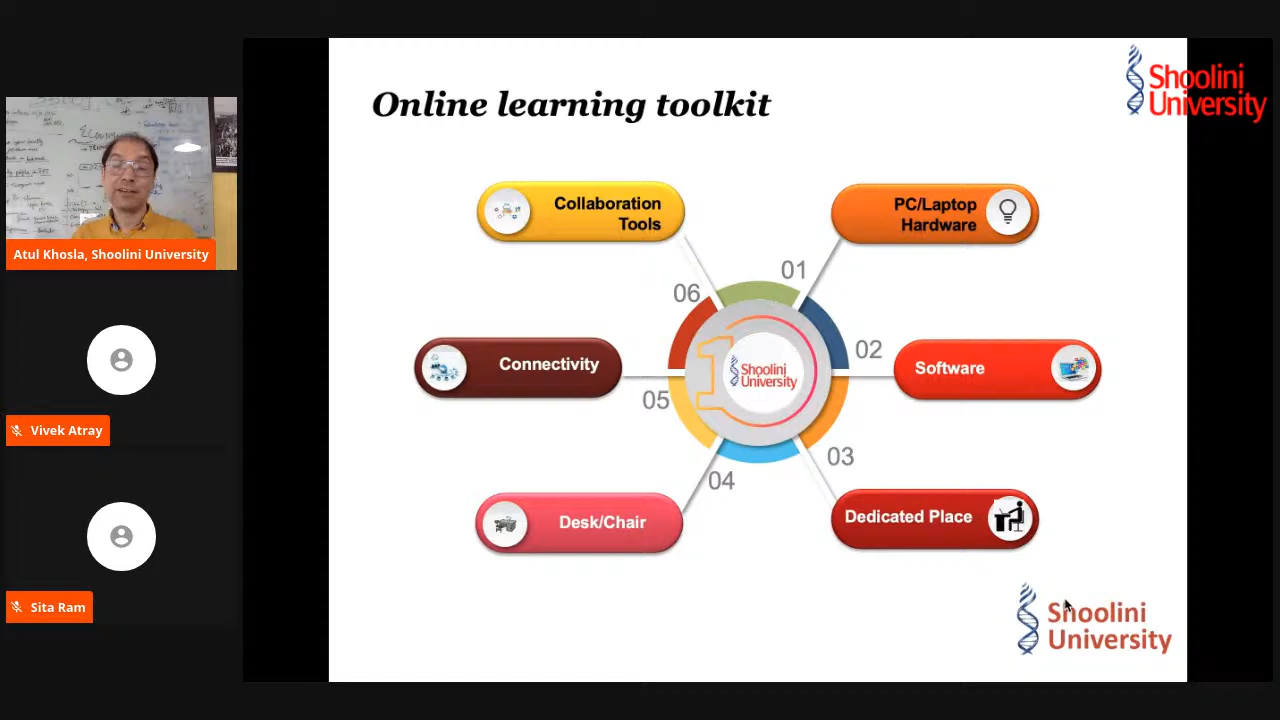 Online learning toolkit
Shoolini
University
Collaboration
Tools
PC/Laptop
Hardware
01
06
02
Connectivity
Software
Shoolini
University
05
03
04
Desk/Chair
Dedicated Place
Shoolini
University
Atul Khosla, Shoolini University
Vivek Atray
Sita Ram